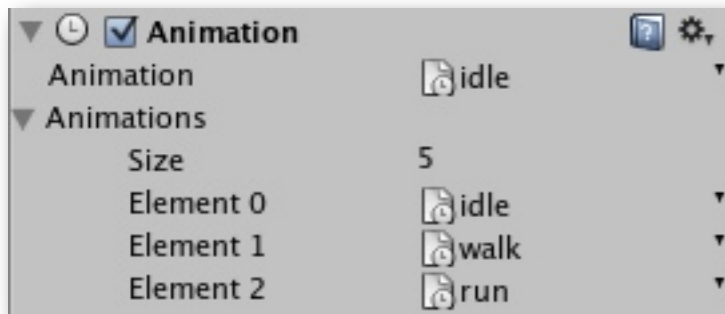 Animation
Animation idle
Animations
Size 5
Element 0 idle
Element 1 walk
Element 2 run